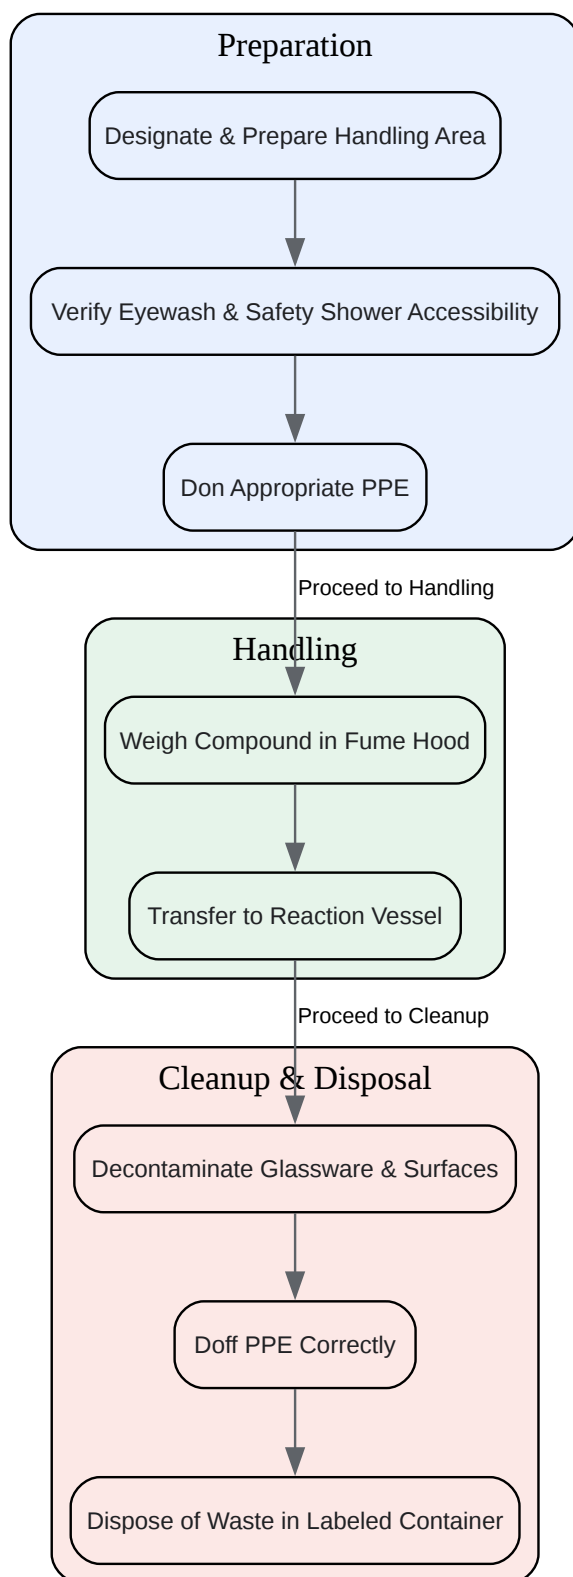 Preparation
Designate & Prepare Handling Area
Verify Eyewash & Safety Shower Accessibility
Don Appropriate PPE
Proceed to Handling
Handling
Weigh Compound in Fume Hood
Transfer to Reaction Vessel
Proceed to Cleanup
Cleanup & Disposal
Decontaminate Glassware & Surfaces
Doff PPE Correctly
Dispose of Waste in Labeled Container